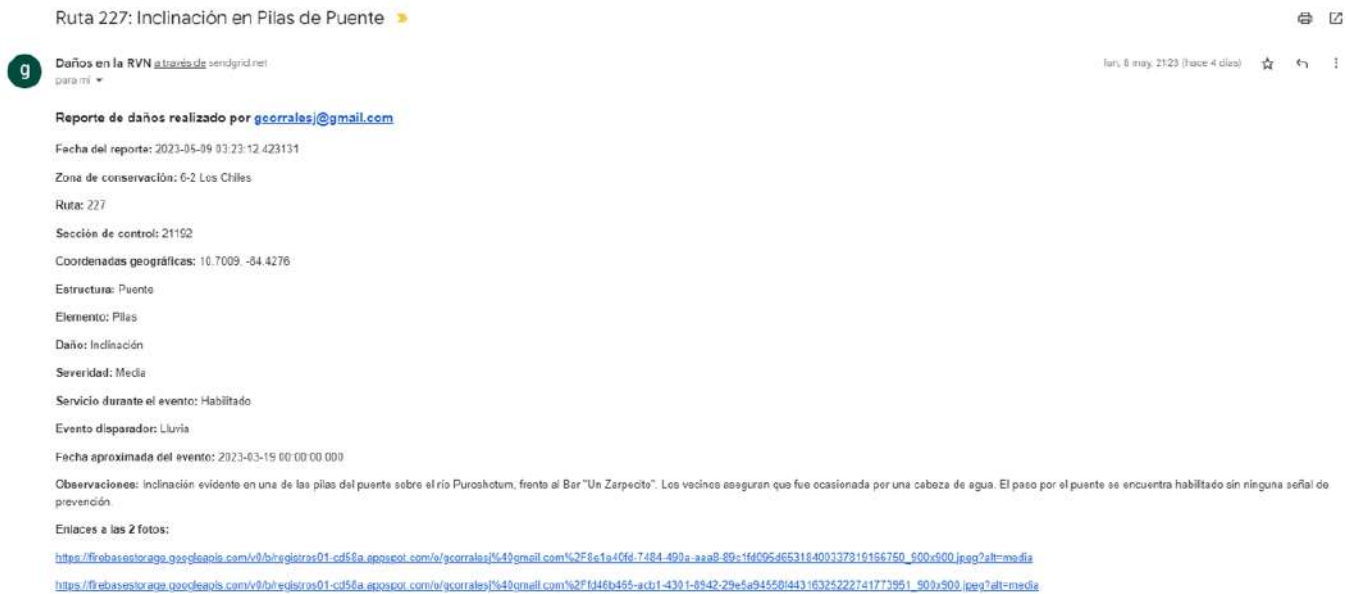 Ruta 227: Inclinación en Pilas de Puente
g
Daños en la RVN a través de sendgrid.net
lun, 8 may, 21:23 (hace 4 días)
para mí
Reporte de daños realizado por gcorralesj@gmail.com
Fecha del reporte: 2023-05-09 03:23:12.423131
Zona de conservación: 6-2 Los Chiles
Ruta: 227
Sección de control: 21192
Coordenadas geográficas: 10.7009, -84.4276
Estructura: Puente
Elemento: Pilas
Daño: Inclinación
Severidad: Media
Servicio durante el evento: Habilitado
Evento disparador: Lluvia
Fecha aproximada del evento: 2023-03-19 00:00:00.000
Observaciones: Inclinación evidente en una de las pilas del puente sobre el río Puroshotum, frente al Bar "Un Zarpecito". Los vecinos aseguran que fue ocasionada por una cabeza de agua. El paso por el puente se encuentra habilitado sin ninguna señal de
prevención.
Enlaces a las 2 fotos: